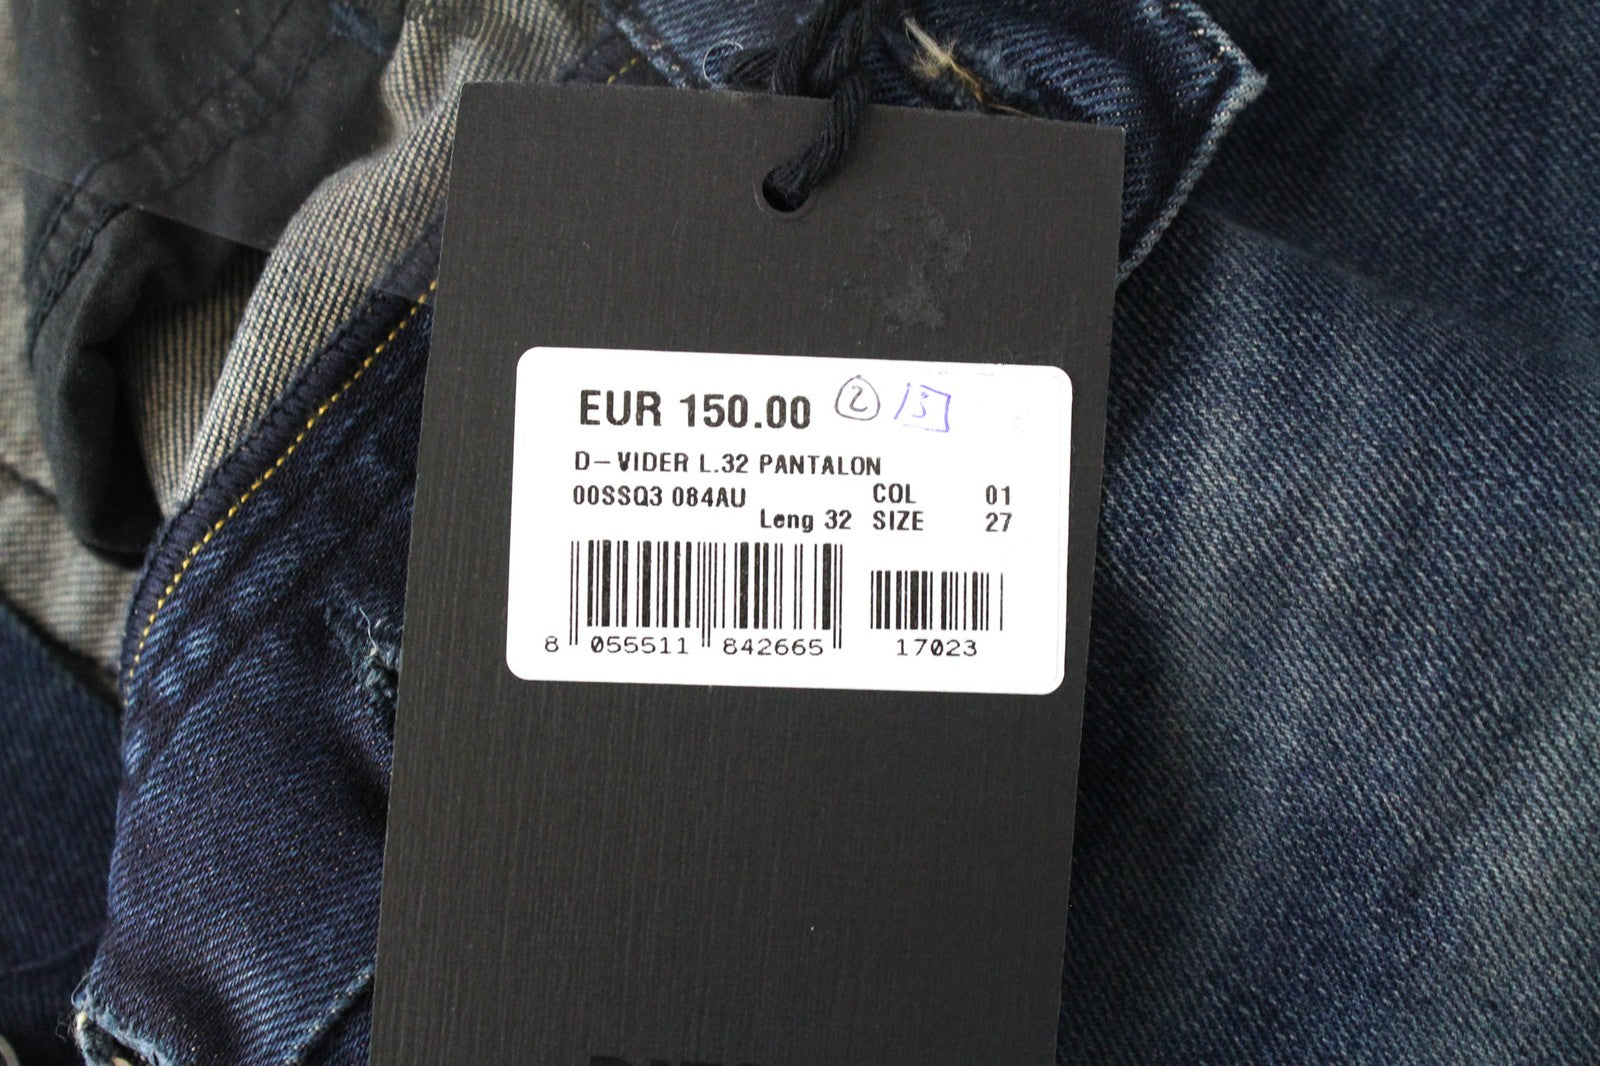 EUR 150.00 2 /3
D-VIDER L.32 PANTALON
00SSQ3 084AU COL 01
Leng 32 SIZE 27
8 055511 842665 17023